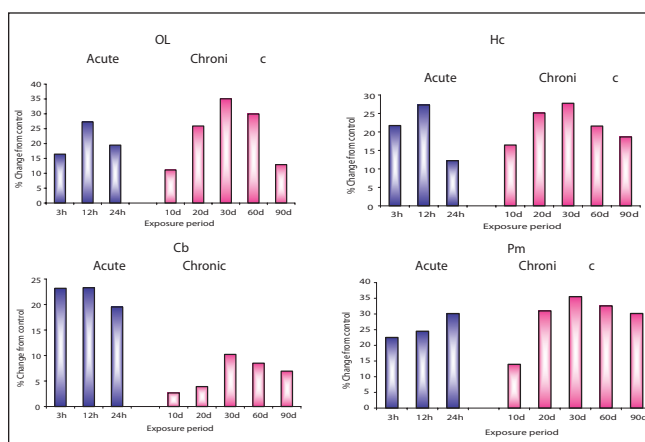 OL
Acute Chroni c
% Change from control
40
35
30
25
20
15
10
5
0
3h 12h 24h 10d 20d 30d 60d 90d
Exposure period
Hc
Acute Chroni c
% Change from control
30
25
20
15
10
5
0
3h 12h 24h 10d 20d 30d 60d 90d
Exposure period
Cb
Acute Chronic
% Change from control
25
20
15
10
5
0
3h 12h 24h 10d 20d 30d 60d 90d
Exposure period
Pm
Acute Chroni c
% Change from control
40
35
30
25
20
15
10
5
0
3h 12h 24h 10d 20d 30d 60d 90d
Exposure period